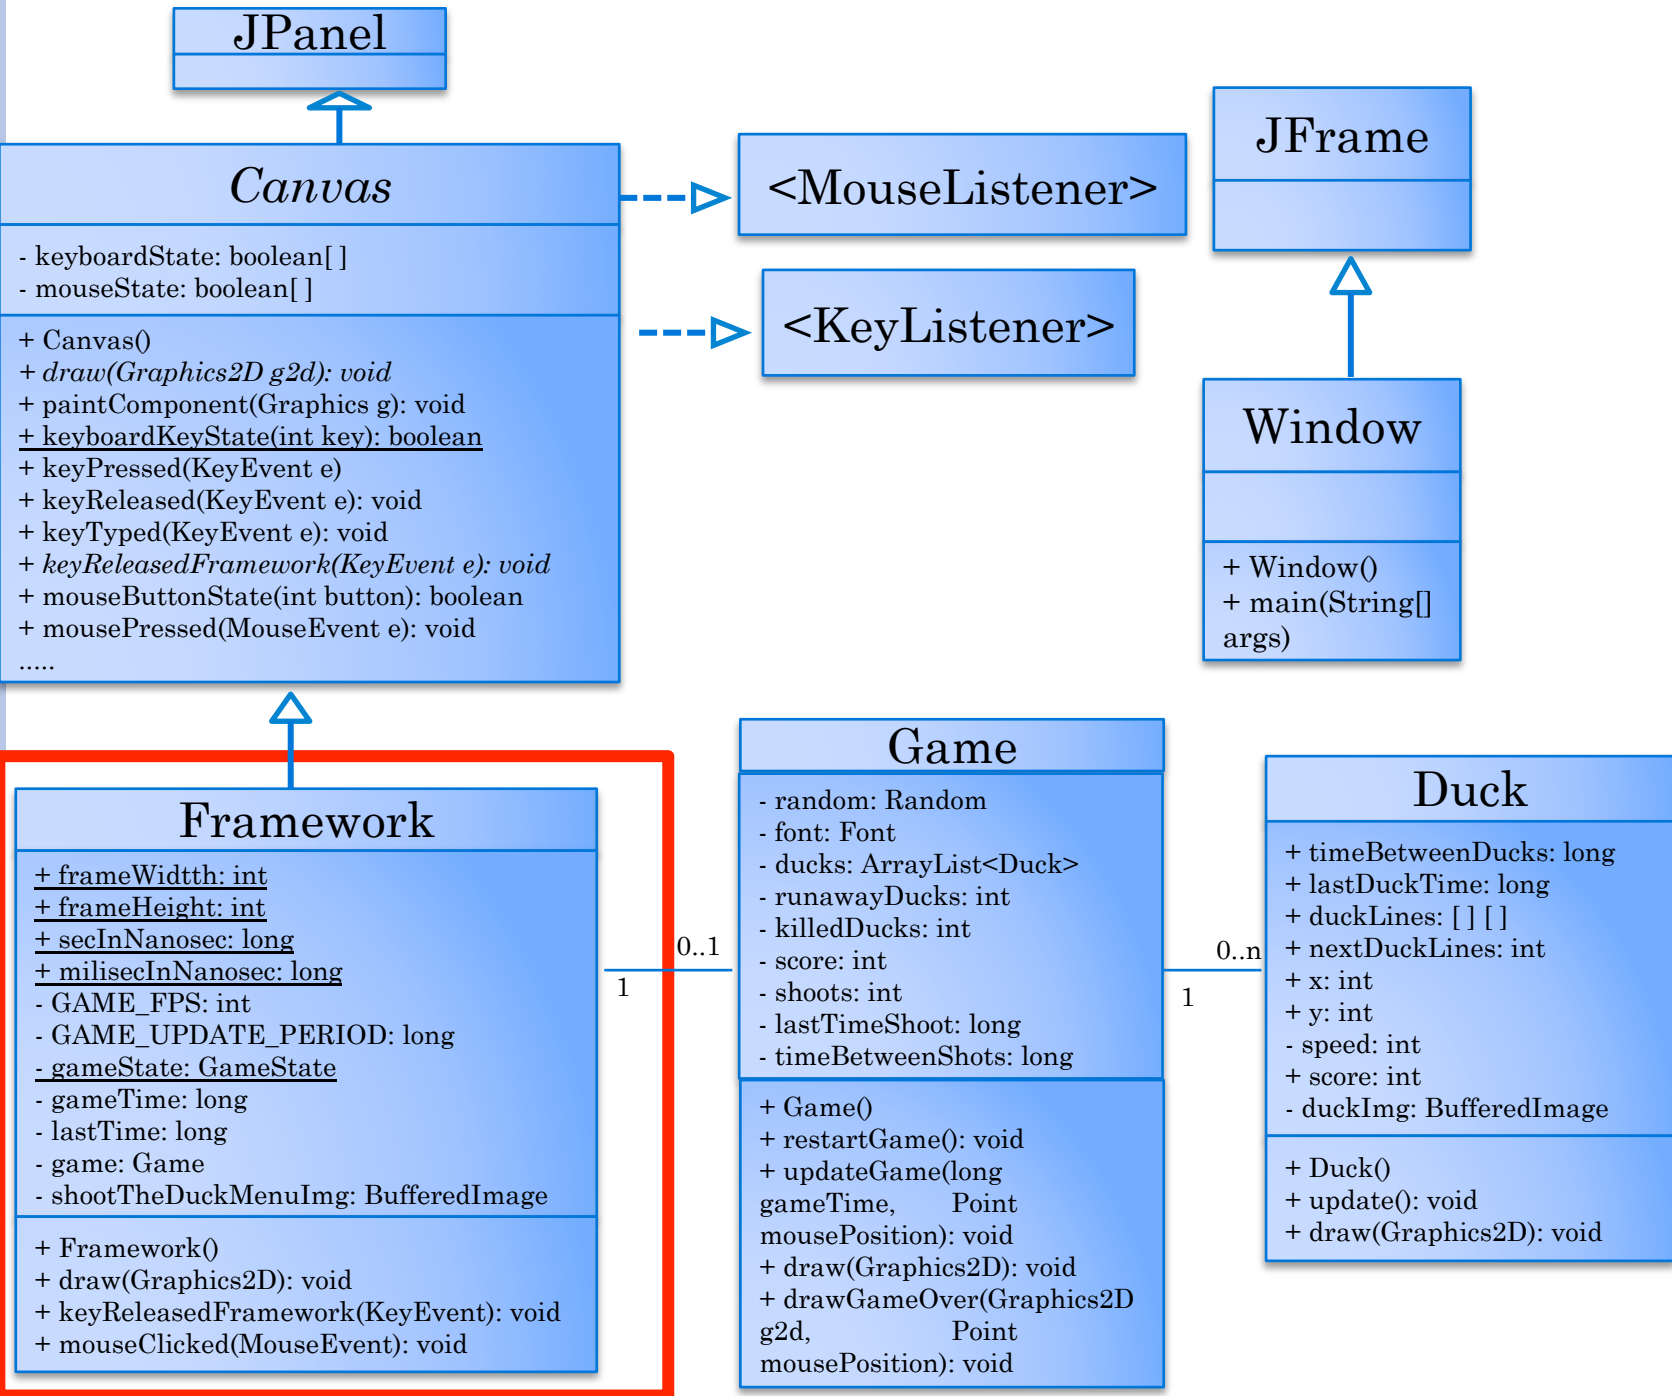 JPanel
Canvas
- keyboardState: boolean[ ]
- mouseState: boolean[ ]
+ Canvas()
+ draw(Graphics2D g2d): void
+ paintComponent(Graphics g): void
+ keyboardKeyState(int key): boolean
+ keyPressed(KeyEvent e)
+ keyReleased(KeyEvent e): void
+ keyTyped(KeyEvent e): void
+ keyReleasedFramework(KeyEvent e): void
+ mouseButtonState(int button): boolean
+ mousePressed(MouseEvent e): void
.....
<MouseListener>
<KeyListener>
JFrame
Window
+ Window()
+ main(String[]
args)
Framework
+ frameWidtth: int
+ frameHeight: int
+ secInNanosec: long
+ milisecInNanosec: long
- GAME_FPS: int
- GAME_UPDATE_PERIOD: long
- gameState: GameState
- gameTime: long
- lastTime: long
- game: Game
- shootTheDuckMenuImg: BufferedImage
+ Framework()
+ draw(Graphics2D): void
+ keyReleasedFramework(KeyEvent): void
+ mouseClicked(MouseEvent): void
0..1
1
Game
- random: Random
- font: Font
- ducks: ArrayList<Duck>
- runawayDucks: int
- killedDucks: int
- score: int
- shoots: int
- lastTimeShoot: long
- timeBetweenShots: long
+ Game()
+ restartGame(): void
+ updateGame(long
gameTime, Point
mousePosition): void
+ draw(Graphics2D): void
+ drawGameOver(Graphics2D
g2d, Point
mousePosition): void
0..n
1
Duck
+ timeBetweenDucks: long
+ lastDuckTime: long
+ duckLines: [ ] [ ]
+ nextDuckLines: int
+ x: int
+ y: int
- speed: int
+ score: int
- duckImg: BufferedImage
+ Duck()
+ update(): void
+ draw(Graphics2D): void